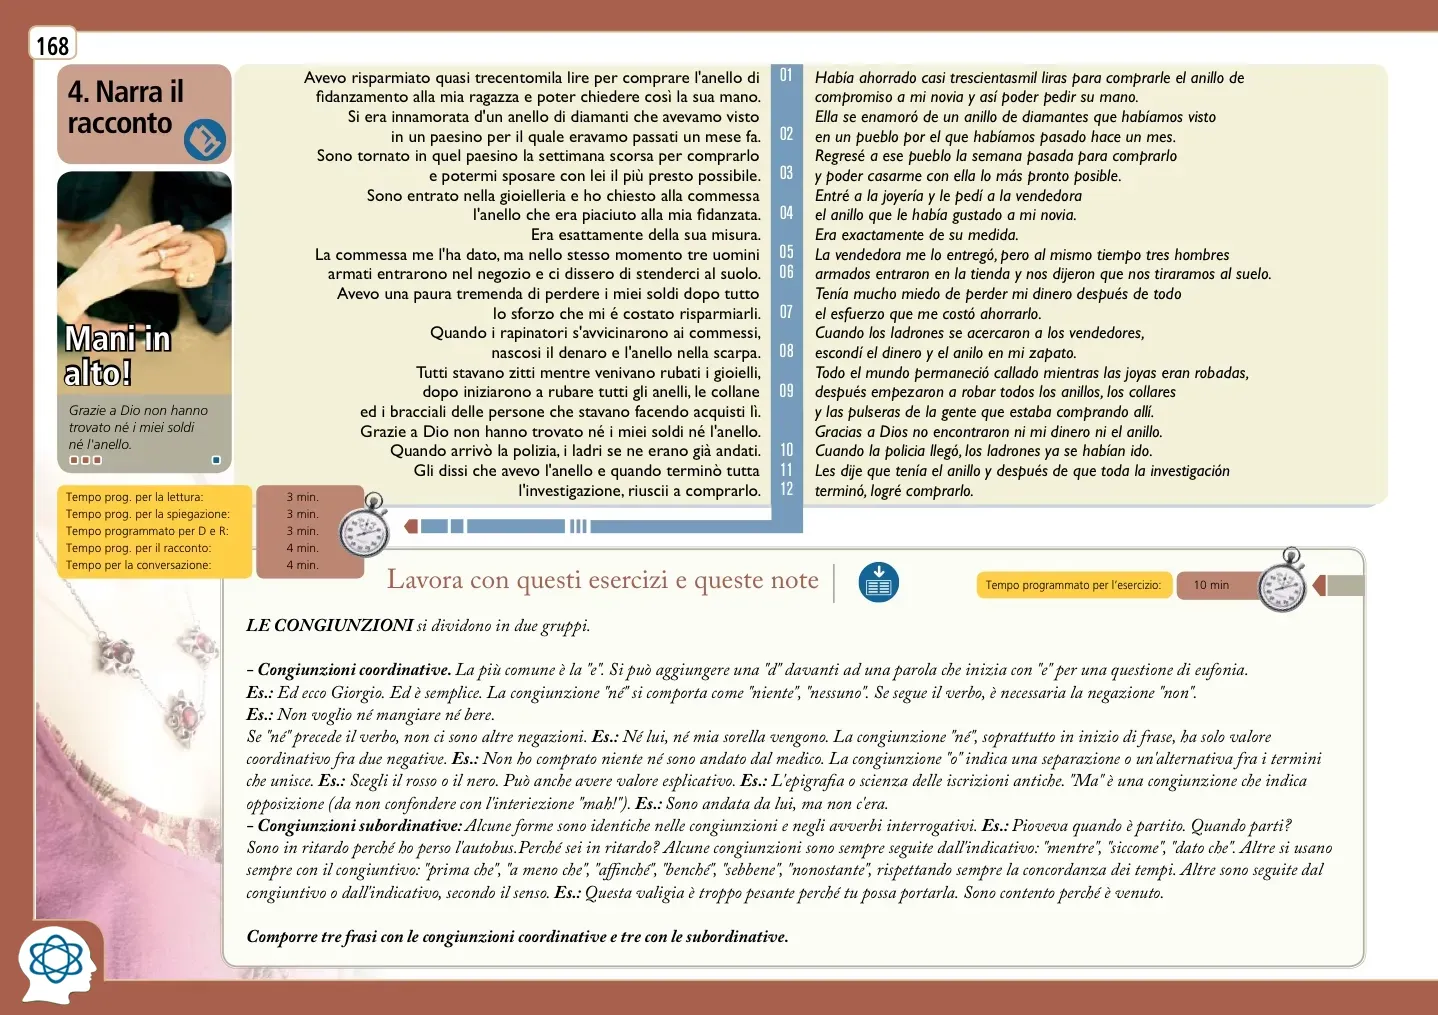 168
4. Narra il
racconto
Mani in
alto!
Grazie a Dio non hanno
trovato né i miei soldi
né l'anello.
Avevo risparmiato quasi trecentomila lire per comprare l'anello di
fidanzamento alla mia ragazza e poter chiedere così la sua mano.
Si era innamorata d'un anello di diamanti che avevamo visto
in un paesino per il quale eravamo passati un mese fa.
Sono tornato in quel paesino la settimana scorsa per comprarlo
e potermi sposare con lei il più presto possibile.
Sono entrato nella gioielleria e ho chiesto alla commessa
l'anello che era piaciuto alla mia fidanzata.
Era esattamente della sua misura.
La commessa me l'ha dato, ma nello stesso momento tre uomini
armati entrarono nel negozio e ci dissero di stenderci al suolo.
Avevo una paura tremenda di perdere i miei soldi dopo tutto
lo sforzo che mi é costato risparmiarli.
Quando i rapinatori s'avvicinarono ai commessi,
nascosi il denaro e l'anello nella scarpa.
Tutti stavano zitti mentre venivano rubati i gioielli,
dopo iniziarono a rubare tutti gli anelli, le collane
ed i bracciali delle persone che stavano facendo acquisti lì.
Grazie a Dio non hanno trovato né i miei soldi né l'anello.
Quando arrivò la polizia, i ladri se ne erano già andati.
Gli dissi che avevo l'anello e quando terminò tutta
l'investigazione, riuscii a comprarlo.
01
02
03
04
05
06
07
08
09
10
11
12
Había ahorrado casi trescientasmil liras para comprarle el anillo de
compromiso a mi novia y así poder pedir su mano.
Ella se enamoró de un anillo de diamantes que habíamos visto
en un pueblo por el que habíamos pasado hace un mes.
Regresé a ese pueblo la semana pasada para comprarlo
y poder casarme con ella lo más pronto posible.
Entré a la joyería y le pedí a la vendedora
el anillo que le había gustado a mi novia.
Era exactamente de su medida.
La vendedora me lo entregó, pero al mismo tiempo tres hombres
armados entraron en la tienda y nos dijeron que nos tiraramos al suelo.
Tenía mucho miedo de perder mi dinero después de todo
el esfuerzo que me costó ahorrarlo.
Cuando los ladrones se acercaron a los vendedores,
escondí el dinero y el anilo en mi zapato.
Todo el mundo permaneció callado mientras las joyas eran robadas,
después empezaron a robar todos los anillos, los collares
y las pulseras de la gente que estaba comprando allí.
Gracias a Dios no encontraron ni mi dinero ni el anillo.
Cuando la policia llegó, los ladrones ya se habían ido.
Les dije que tenía el anillo y después de que toda la investigación
terminó, logré comprarlo.
Tempo prog. per la lettura: 3 min.
Tempo prog. per la spiegazione: 3 min.
Tempo programmato per D e R: 3 min.
Tempo prog. per il racconto: 4 min.
Tempo per la conversazione: 4 min.
Lavora con questi esercizi e queste note
Tempo programmato per l'esercizio: 10 min
LE CONGIUNZIONI si dividono in due gruppi.
- Congiunzioni coordinative. La più comune è la "e". Si può aggiungere una "d" davanti ad una parola che inizia con "e" per una questione di eufonia.
Es.: Ed ecco Giorgio. Ed è semplice. La congiunzione "né" si comporta come "niente", "nessuno". Se segue il verbo, è necessaria la negazione "non".
Es.: Non voglio né mangiare né bere.
Se "né" precede il verbo, non ci sono altre negazioni. Es.: Né lui, né mia sorella vengono. La congiunzione "né", soprattutto in inizio di frase, ha solo valore
coordinativo fra due negative. Es.: Non ho comprato niente né sono andato dal medico. La congiunzione "o" indica una separazione o un'alternativa fra i termini
che unisce. Es.: Scegli il rosso o il nero. Può anche avere valore esplicativo. Es.: L'epigrafia o scienza delle iscrizioni antiche. "Ma" è una congiunzione che indica
opposizione (da non confondere con l'interiezione "mah!"). Es.: Sono andata da lui, ma non c'era.
- Congiunzioni subordinative: Alcune forme sono identiche nelle congiunzioni e negli avverbi interrogativi. Es.: Pioveva quando è partito. Quando parti?
Sono in ritardo perché ho perso l'autobus.Perché sei in ritardo? Alcune congiunzioni sono sempre seguite dall'indicativo: "mentre", "siccome", "dato che". Altre si usano
sempre con il congiuntivo: "prima che", "a meno che", "affinché", "benché", "sebbene", "nonostante", rispettando sempre la concordanza dei tempi. Altre sono seguite dal
congiuntivo o dall'indicativo, secondo il senso. Es.: Questa valigia è troppo pesante perché tu possa portarla. Sono contento perché è venuto.
Comporre tre frasi con le congiunzioni coordinative e tre con le subordinative.